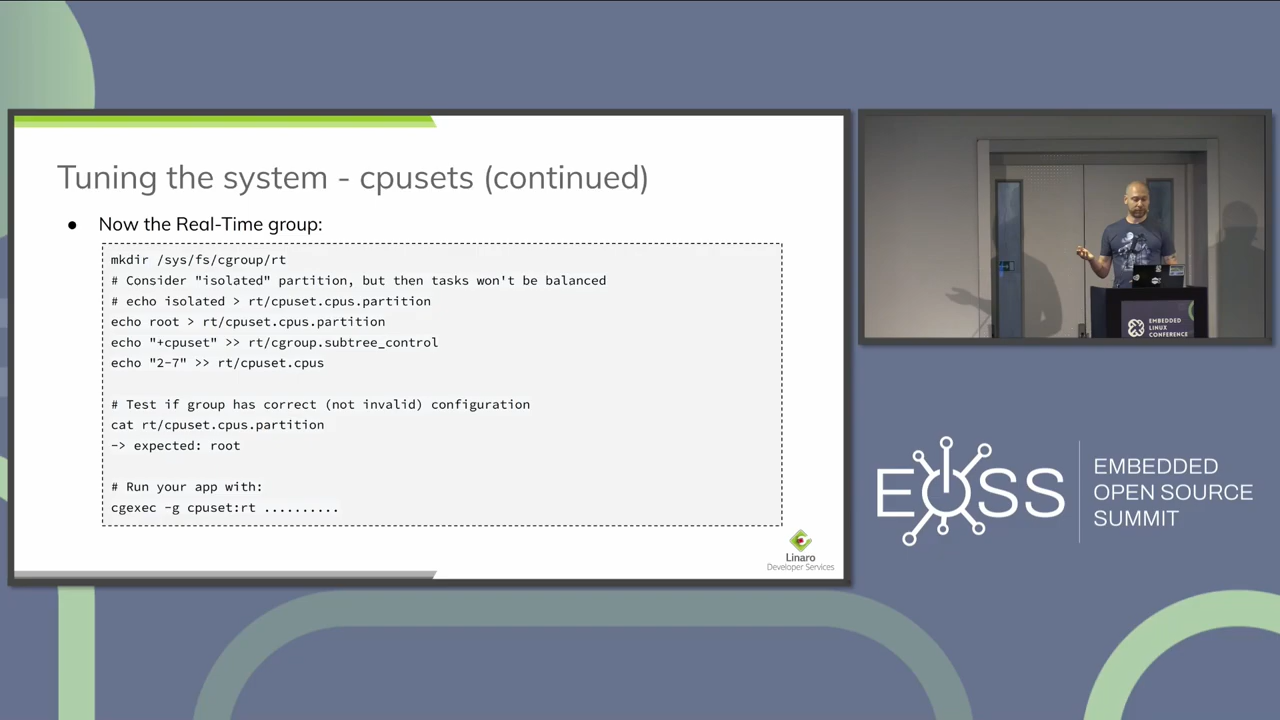 Tuning the system - cpusets (continued)
● Now the Real-Time group:
mkdir /sys/fs/cgroup/rt
# Consider "isolated" partition, but then tasks won't be balanced
# echo isolated > rt/cpuset.cpus.partition
echo root > rt/cpuset.cpus.partition
echo "+cpuset" >> rt/cgroup.subtree_control
echo "2-7" >> rt/cpuset.cpus
# Test if group has correct (not invalid) configuration
cat rt/cpuset.cpus.partition
-> expected: root
# Run your app with:
cgexec -g cpuset:rt ..........
Linaro
Developer Services
EMBEDDED
LINUX
CONFERENCE
EOSS
EMBEDDED
OPEN SOURCE
SUMMIT